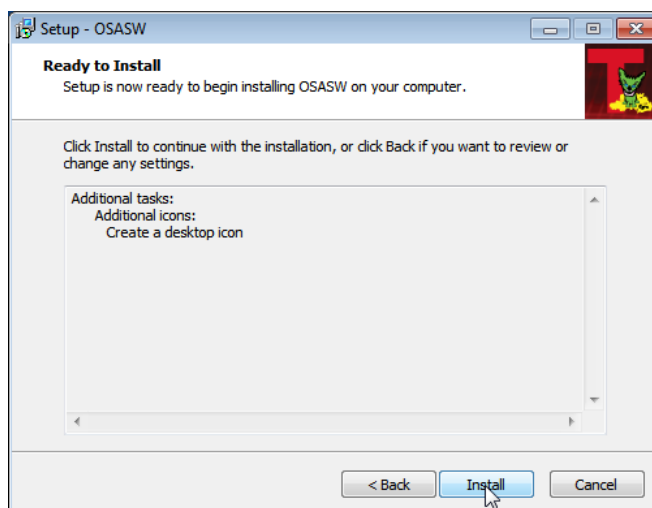 Setup - OSASW
Ready to Install
Setup is now ready to begin installing OSASW on your computer.
Click Install to continue with the installation, or click Back if you want to review or
change any settings.
Additional tasks:
Additional icons:
Create a desktop icon
< Back
Install
Cancel